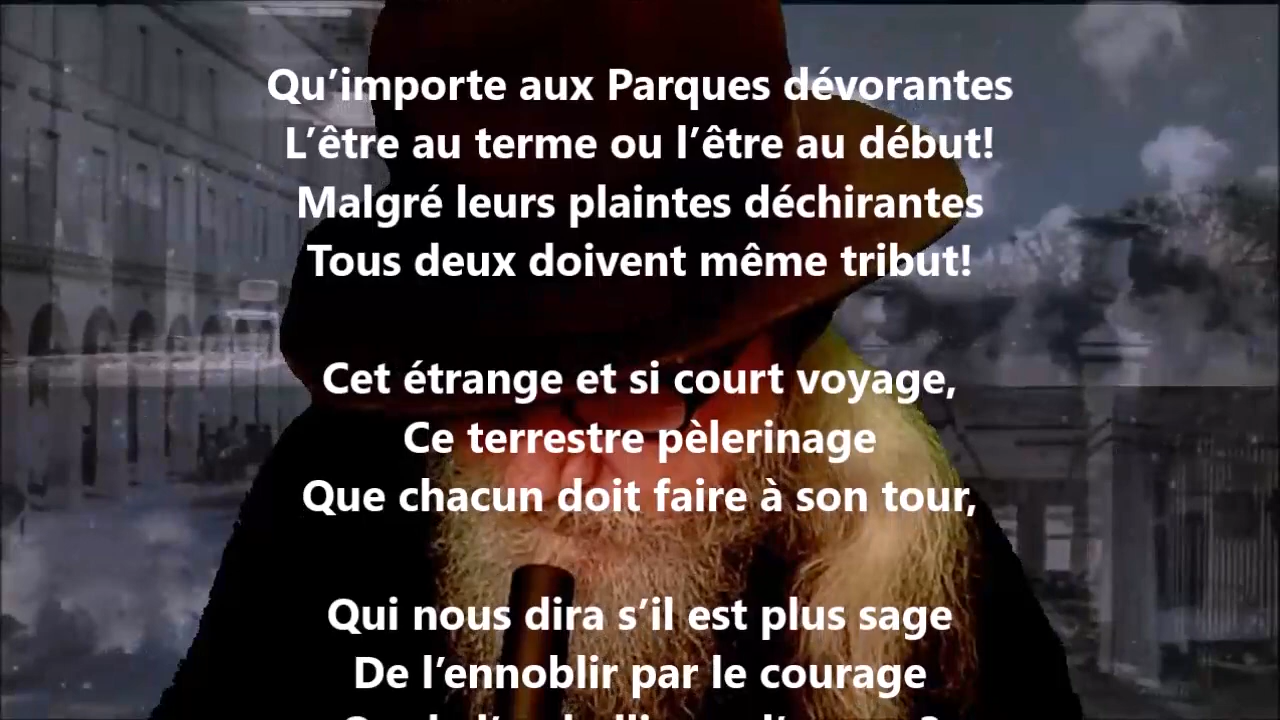 Qu’importe aux Parques dévorantes
L’être au terme ou l’être au début!
Malgré leurs plaintes déchirantes
Tous deux doivent même tribut!
Cet étrange et si court voyage,
Ce terrestre pèlerinage
Que chacun doit faire à son tour,
Qui nous dira s’il est plus sage
De l’ennoblir par le courage